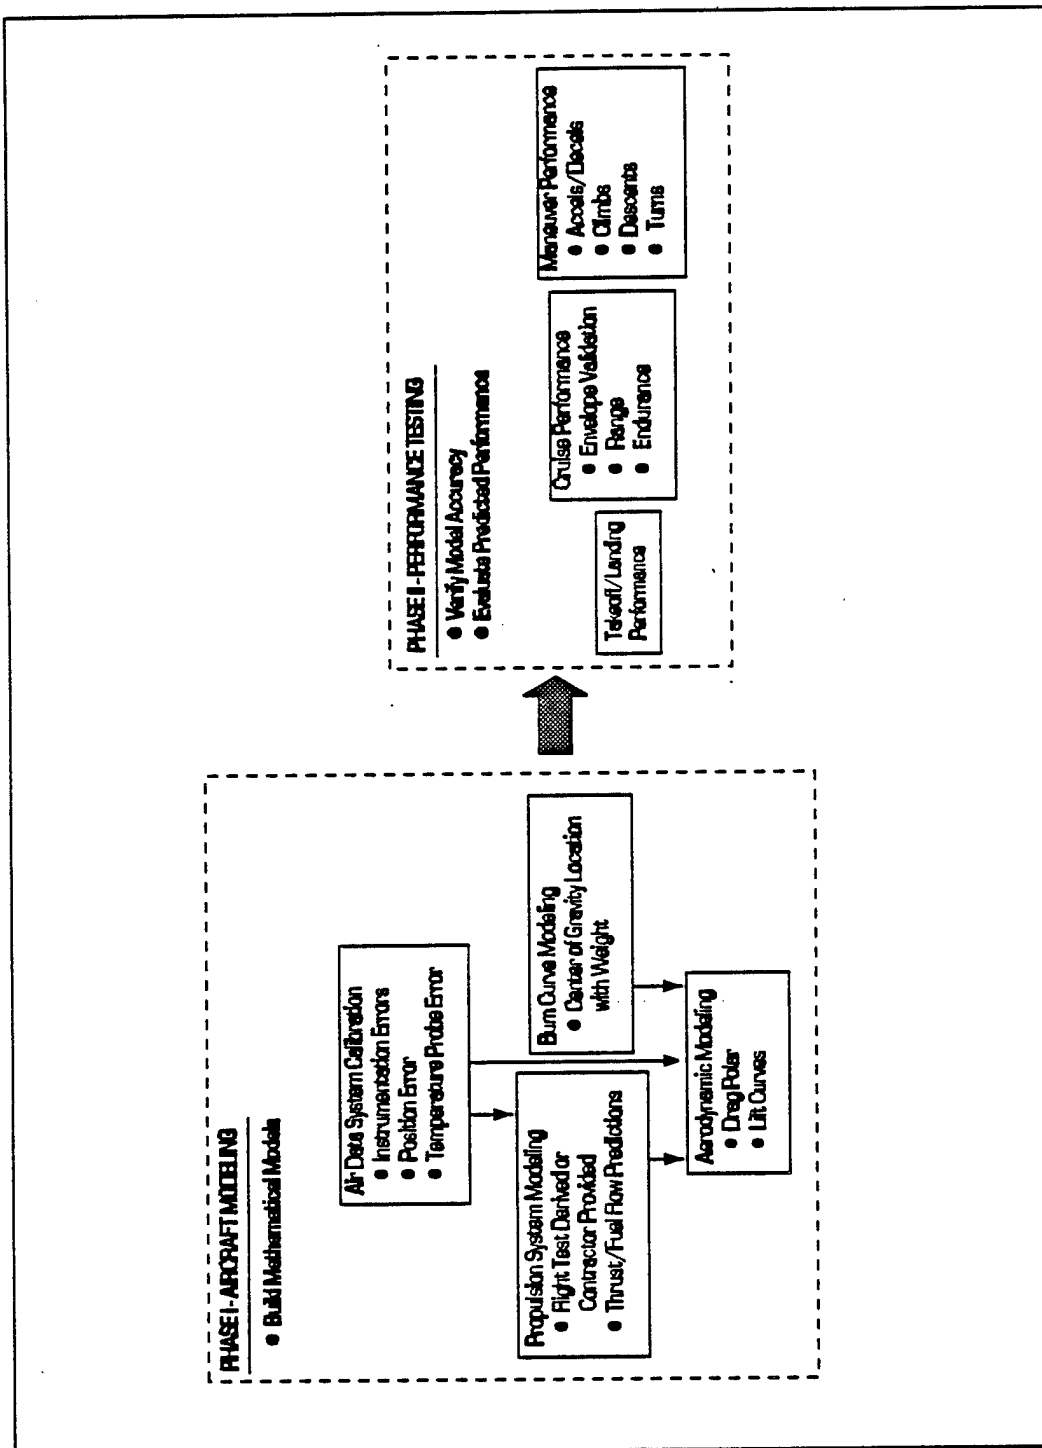 PHASE I - AIRCRAFT MODELING
● Build Mathematical Models
Air Data System Calibration
● Instrumentation Errors
● Position Error
● Temperature Probe Error
Propulsion System Modeling
● Flight Test Derived or
Contractor Provided
● Thrust/Fuel Flow Predictions
Burn Curve Modeling
● Center of Gravity Location
with Weight
Aerodynamic Modeling
● Drag Polar
● Lift Curves
PHASE II - PERFORMANCE TESTING
● Verify Model Accuracy
● Evaluate Predicted Performance
Takeoff/Landing
Performance
Cruise Performance
● Envelope Validation
● Range
● Endurance
Maneuver Performance
● Accels/Decels
● Climbs
● Descents
● Turns